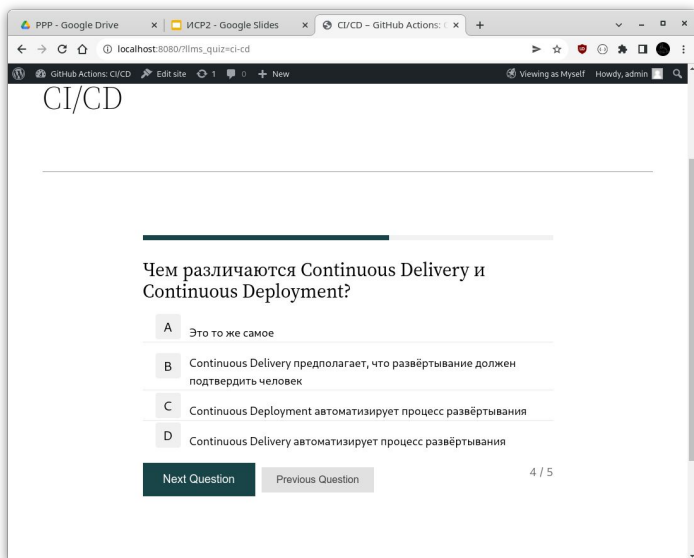 PPP - Google Drive
ИСР2 - Google Slides
CI/CD – GitHub Actions: C
localhost:8080/?llms_quiz=ci-cd
GitHub Actions: CI/CD Edit site 1 0 New Viewing as Myself Howdy, admin
CI/CD
Чем различаются Continuous Delivery и
Continuous Deployment?
A Это то же самое
B Continuous Delivery предполагает, что развёртывание должен
подтвердить человек
C Continuous Deployment автоматизирует процесс развёртывания
D Continuous Delivery автоматизирует процесс развёртывания
Next Question Previous Question 4 / 5